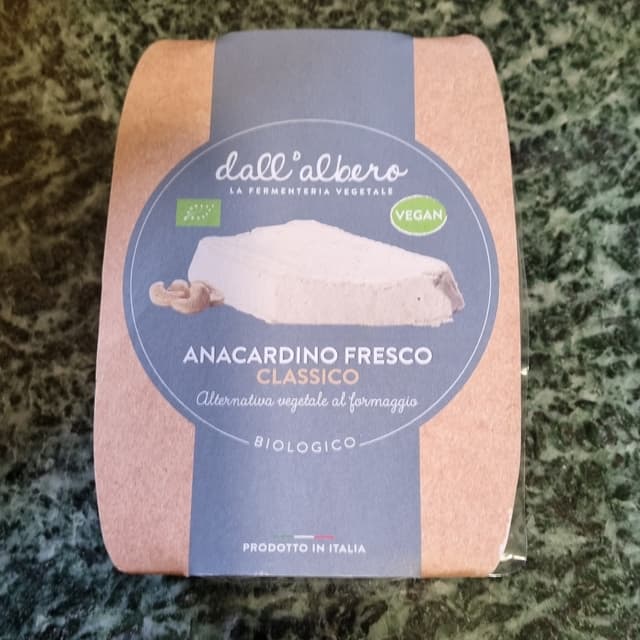 dall'albero
LA FERMENTERIA VEGETALE
VEGAN
ANACARDINO FRESCO
CLASSICO
Alternativa vegetale al formaggio
BIOLOGICO
PRODOTTO IN ITALIA